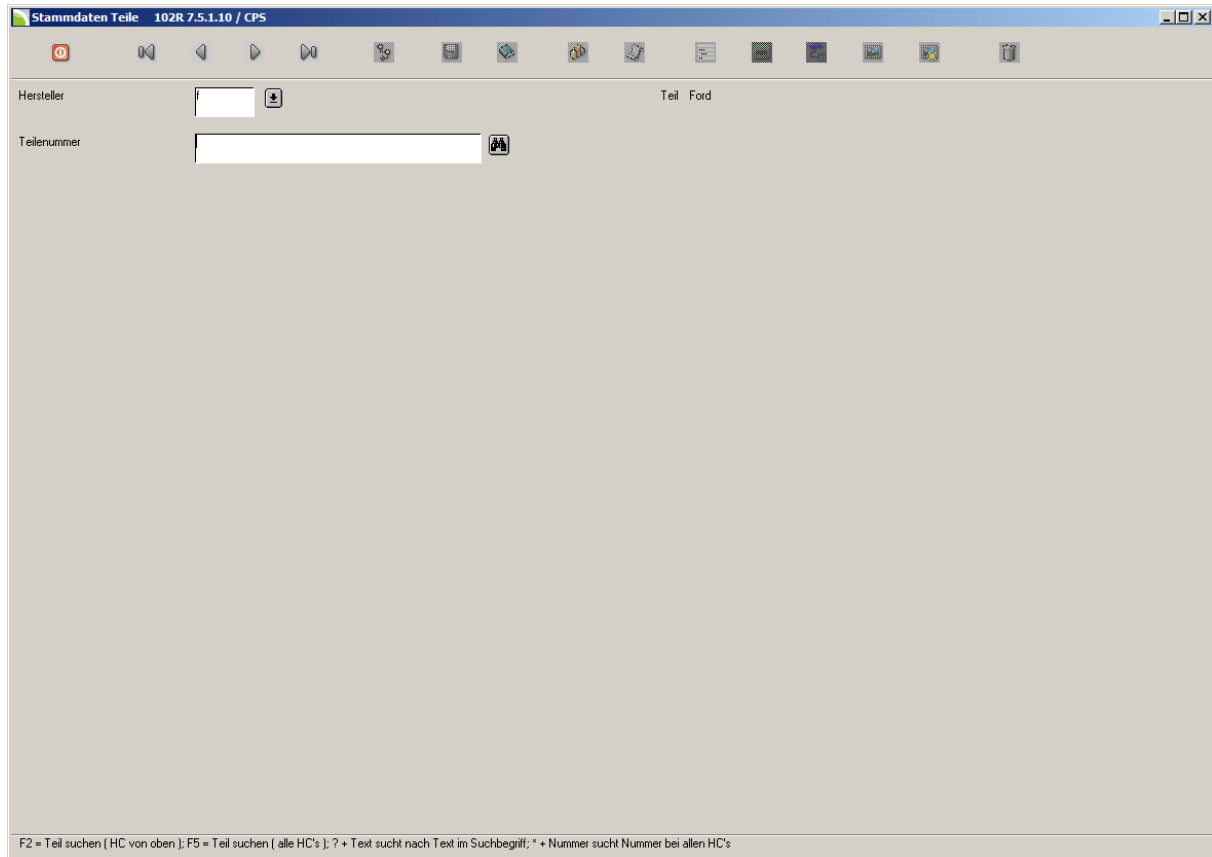 Stammdaten Teile 102R 7.5.1.10 / CPS
Hersteller f Teil Ford
Teilenummer
F2 = Teil suchen ( HC von oben ); F5 = Teil suchen ( alle HC's ); ? + Text sucht nach Text im Suchbegriff; * + Nummer sucht Nummer bei allen HC's